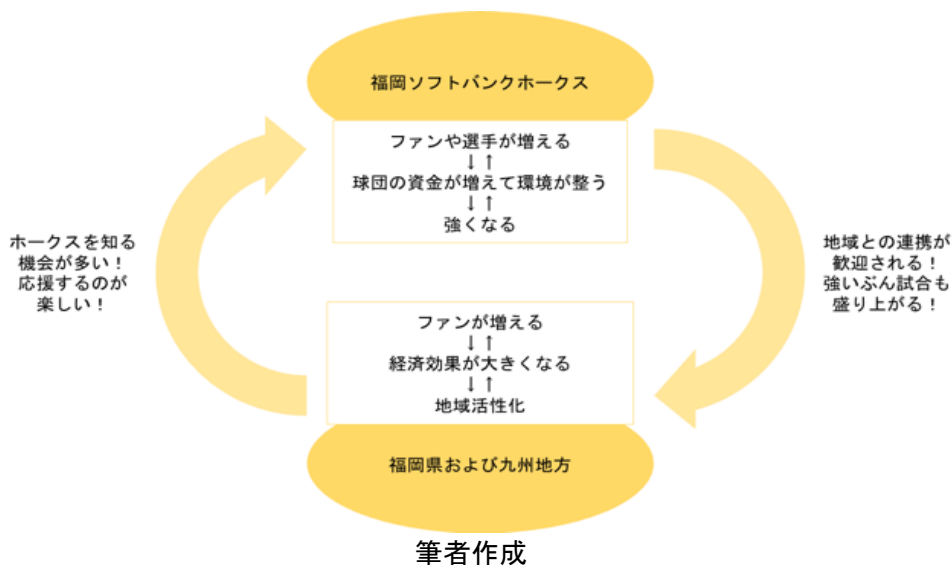 福岡ソフトバンクホークス
ファンや選手が増える
↓↑
球団の資金が増えて環境が整う
↓↑
強くなる
ホークスを知る
機会が多い！
応援するのが
楽しい！
地域との連携が
歓迎される！
強いぶん試合も
盛り上がる！
ファンが増える
↓↑
経済効果が大きくなる
↓↑
地域活性化
福岡県および九州地方
筆者作成